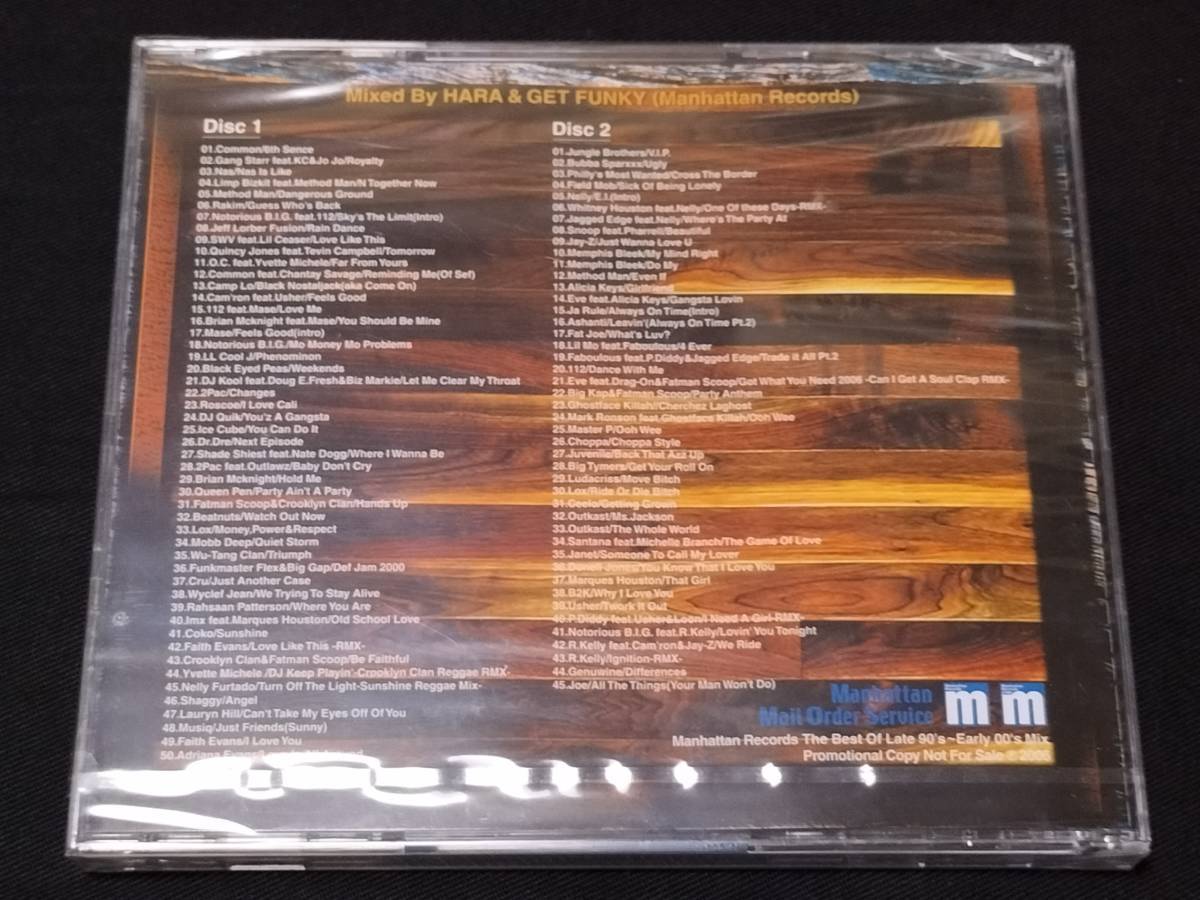 Mixed By HARA & GET FUNKY (Manhattan Records)
Disc 1
01.Common/6th Sence
02.Gang Starr feat.KC&Jo Jo/Royalty
03.Nas/Nas Is Like
04.Limp Bizkit feat.Method Man/N Together Now
05.Method Man/Dangerous Ground
06.Rakim/Guess Who's Back
07.Notorious B.I.G. feat.112/Sky's The Limit(Intro)
08.Jeff Lorber Fusion/Rain Dance
09.SWV feat.Lil Ceaser/Love Like This
10.Quincy Jones feat.Tevin Campbell/Tomorrow
11.O.C. feat.Yvette Michele/Far From Yours
12.Common feat.Chantay Savage/Reminding Me(Of Sef)
13.Camp Lo/Black Nostaljack(aka Come On)
14.Cam'ron feat.Usher/Feels Good
15.112 feat.Mase/Love Me
16.Brian Mcknight feat.Mase/You Should Be Mine
17.Mase/Feels Good(intro)
18.Notorious B.I.G./Mo Money Mo Problems
19.LL Cool J/Phenominon
20.Black Eyed Peas/Weekends
21.DJ Kool feat.Doug E.Fresh&Biz Markie/Let Me Clear My Throat
22.2Pac/Changes
23.Roscoe/I Love Cali
24.DJ Quik/You'z A Gangsta
25.Ice Cube/You Can Do It
26.Dr.Dre/Next Episode
27.Shade Shiest feat.Nate Dogg/Where I Wanna Be
28.2Pac feat.Outlawz/Baby Don't Cry
29.Brian Mcknight/Hold Me
30.Queen Pen/Party Ain't A Party
31.Fatman Scoop&Crooklyn Clan/Hands Up
32.Beatnuts/Watch Out Now
33.Lox/Money,Power&Respect
34.Mobb Deep/Quiet Storm
35.Wu-Tang Clan/Triumph
36.Funkmaster Flex&Big Gap/Def Jam 2000
37.Cru/Just Another Case
38.Wyclef Jean/We Trying To Stay Alive
39.Rahsaan Patterson/Where You Are
40.Imx feat.Marques Houston/Old School Love
41.Coko/Sunshine
42.Faith Evans/Love Like This -RMX-
43.Crooklyn Clan&Fatman Scoop/Be Faithful
44.Yvette Michele /DJ Keep Playin'-Crooklyn Clan Reggae RMX-
45.Nelly Furtado/Turn Off The Light-Sunshine Reggae Mix-
46.Shaggy/Angel
47.Lauryn Hill/Can't Take My Eyes Off Of You
48.Musiq/Just Friends(Sunny)
49.Faith Evans/I Love You
50.Adriana Evans/
Disc 2
01.Jungle Brothers/V.I.P.
02.Bubba Sparxxx/Ugly
03.Philly's Most Wanted/Cross The Border
04.Field Mob/Sick Of Being Lonely
05.Nelly/E.I.(Intro)
06.Whitney Houston feat.Nelly/One Of these Days-RMX-
07.Jagged Edge feat.Nelly/Where's The Party At
08.Snoop feat.Pharrell/Beautiful
09.Jay-Z/Just Wanna Love U
10.Memphis Bleek/My Mind Right
11.Memphis Bleek/Do My
12.Method Man/Even If
13.Alicia Keys/Girlfriend
14.Eve feat.Alicia Keys/Gangsta Lovin
15.Ja Rule/Always On Time(Intro)
16.Ashanti/Leavin'(Always On Time Pt.2)
17.Fat Joe/What's Luv?
18.Lil Mo feat.Faboulous/4 Ever
19.Faboulous feat.P.Diddy&Jagged Edge/Trade it All Pt.2
20.112/Dance With Me
21.Eve feat.Drag-On&Fatman Scoop/Got What You Need 2006 -Can I Get A Soul Clap RMX-
22.Big Kap&Fatman Scoop/Party Anthem
23.Ghostface Killah/Cherchez Laghost
24.Mark Ronson feat.Ghostface Killah/Ooh Wee
25.Master P/Ooh Wee
26.Choppa/Choppa Style
27.Juvenile/Back That Azz Up
28.Big Tymers/Get Your Roll On
29.Ludacriss/Move Bitch
30.Lox/Ride Or Die Bitch
31.Ceelo/Getting Grown
32.Outkast/Ms.Jackson
33.Outkast/The Whole World
34.Santana feat.Michelle Branch/The Game Of Love
35.Janet/Someone To Call My Lover
36.Donell Jones/You Know That I Love You
37.Marques Houston/That Girl
38.B2K/Why I Love You
39.Usher/Twork It Out
40.P.Diddy feat.Usher&Loon/I Need A Girl-RMX-
41.Notorious B.I.G. feat.R.Kelly/Lovin' You Tonight
42.R.Kelly feat.Cam'ron&Jay-Z/We Ride
43.R.Kelly/Ignition-RMX-
44.Genuwine/Differences
45.Joe/All The Things(Your Man Won't Do)
Manhattan
Mail Order Service
m m
Manhattan Records The Best Of Late 90's~Early 00's Mix
Promotional Copy Not For Sale